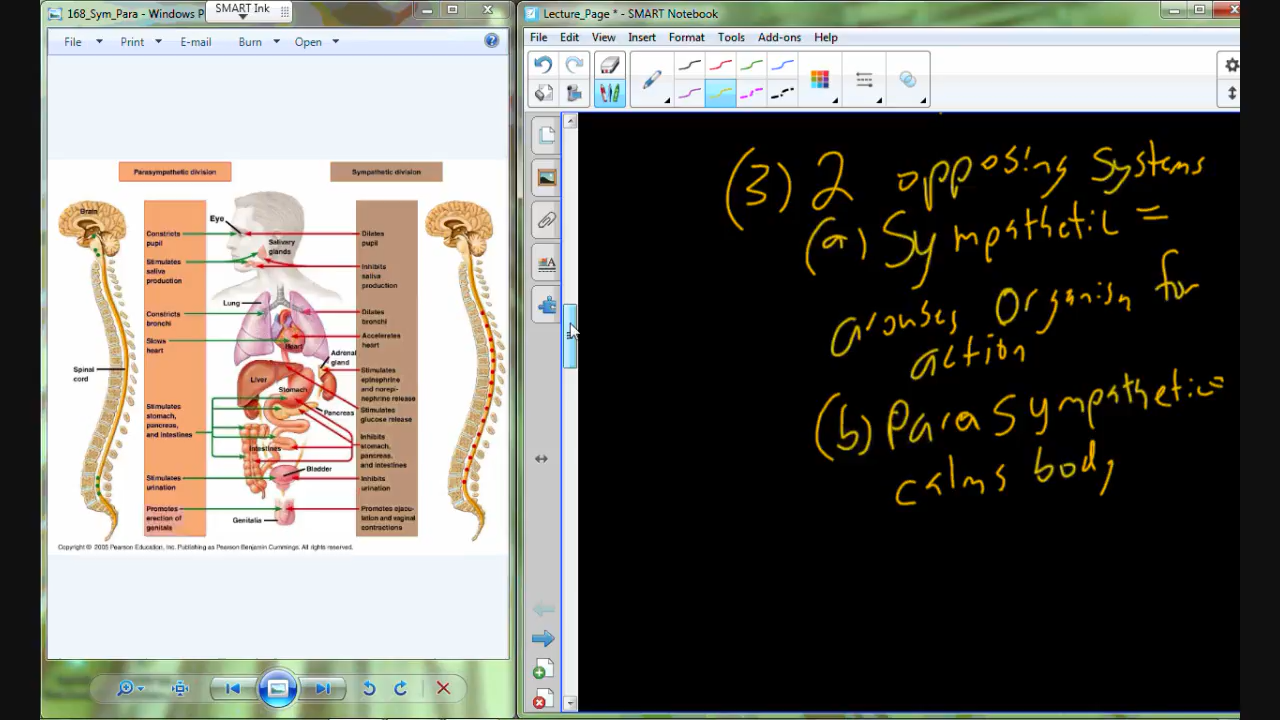 168_Sym_Para - Windows P
SMART Ink
File Print E-mail Burn Open
Parasympathetic division
Sympathetic division
Brain
Eye
Salivary
glands
Lung
Heart
Adrenal
gland
Liver
Stomach
Pancreas
Spinal
cord
Intestines
Bladder
Genitalia
Constricts
pupil
Stimulates
saliva
production
Constricts
bronchi
Slows
heart
Stimulates
stomach,
pancreas,
and intestines
Stimulates
urination
Promotes
erection of
genitals
Dilates
pupil
Inhibits
saliva
production
Dilates
bronchi
Accelerates
heart
Stimulates
epinephrine
and norepi-
nephrine release
Stimulates
glucose release
Inhibits
stomach,
pancreas,
and intestines
Inhibits
urination
Promotes ejacu-
lation and vaginal
contractions
Copyright © 2005 Pearson Education, Inc. Publishing as Pearson Benjamin Cummings. All rights reserved.
Lecture_Page * - SMART Notebook
File Edit View Insert Format Tools Add-ons Help
(3) 2 opposing Systems
(a) Sympathetic =
arouses Organism for
action
(b) ParaSympathetic=
calms body